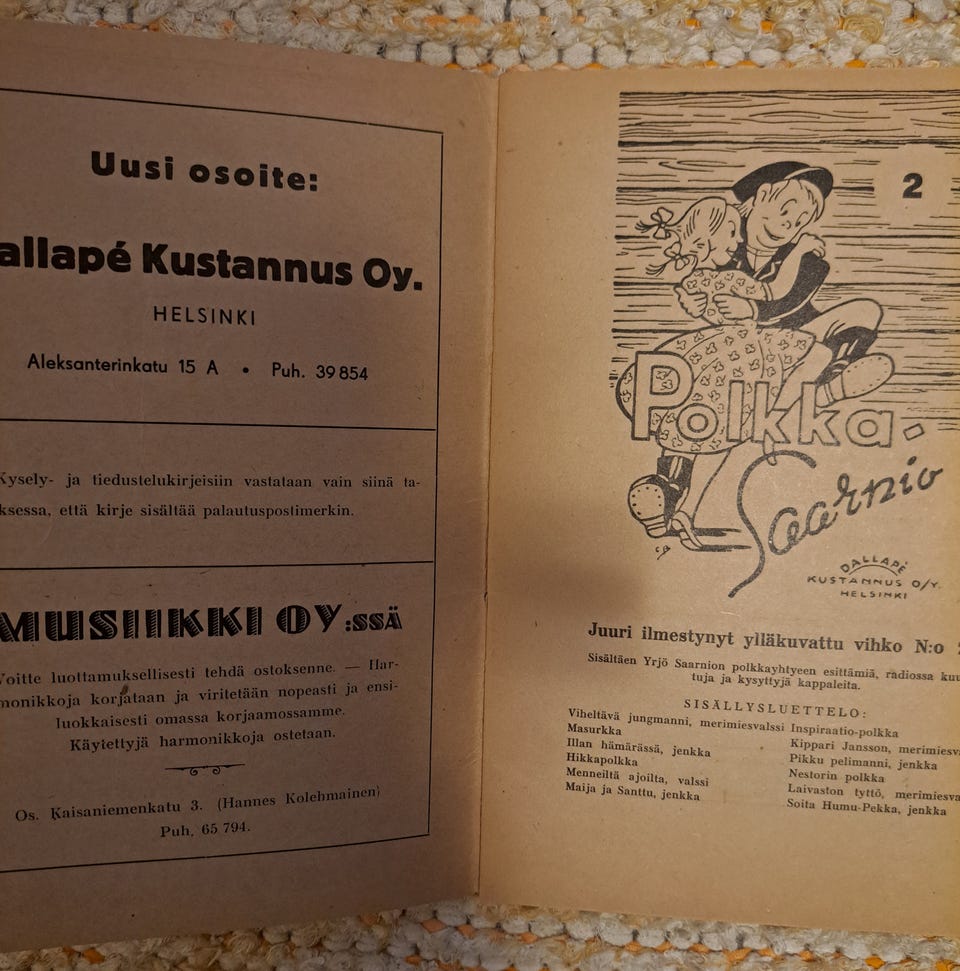 Uusi osoite:
allapé Kustannus Oy.
HELSINKI
Aleksanterinkatu 15 A • Puh. 39 854
Kysely- ja tiedustelukirjeisiin vastataan vain siinä ta-
ksessa, että kirje sisältää palautuspostimerkin.
MUSIIKKI OY:SSÄ
Voitte luottamuksellisesti tehdä ostoksenne. — Har-
monikkoja korjataan ja viritetään nopeasti ja ensi-
luokkaisesti omassa korjaamossamme.
Käytettyjä harmonikkoja ostetaan.
Os. Kaisaniemenkatu 3. (Hannes Kolehmainen)
Puh, 65 794.
2
Polkka-
Saarnio
DALLAPÉ
KUSTANNUS O/Y.
HELSINKI
Juuri ilmestynyt ylläkuvattu vihko N:o
Sisältäen Yrjö Saarnion polkkayhtyeen esittämiä, radiossa kuu
tuja ja kysyttyjä kappaleita.
SISÄLLYSLUETTELO:
Viheltävä jungmanni, merimiesvalssi
Masurkka
Illan hämärässä, jenkka
Hikkapolkka
Menneiltä ajoilta, valssi
Maija ja Santtu, jenkka
Inspiraatio-polkka
Kippari Jansson, merimiesva
Pikku pelimanni, jenkka
Nestorin polkka
Laivaston tyttö, merimiesva
Soita Humu-Pekka, jenkka